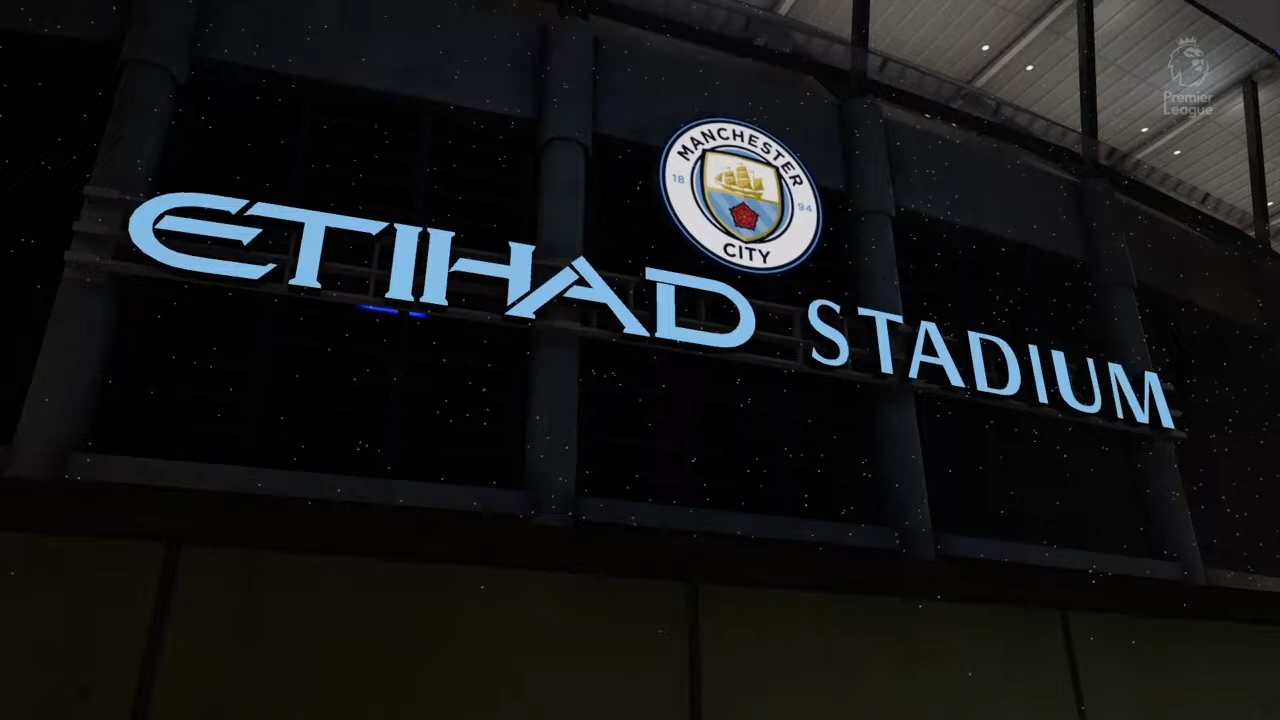 Premier
League
MANCHESTER
18 94
CITY
ETIHAD STADIUM